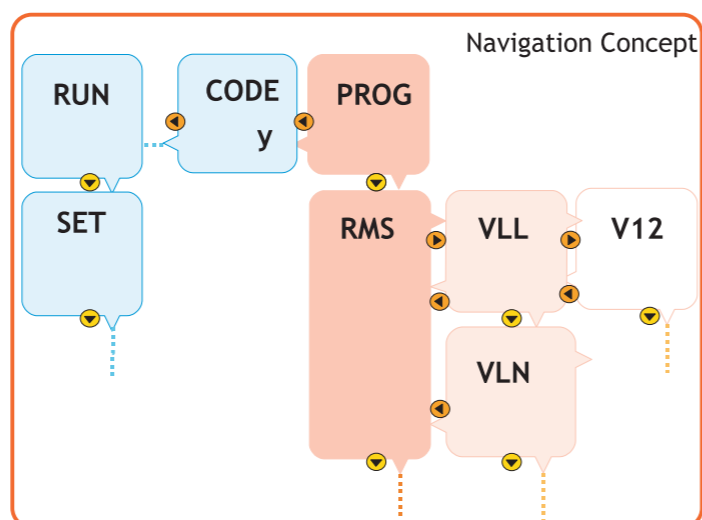 Navigation Concept
RUN
CODE
y
PROG
SET
RMS
VLL
V12
VLN